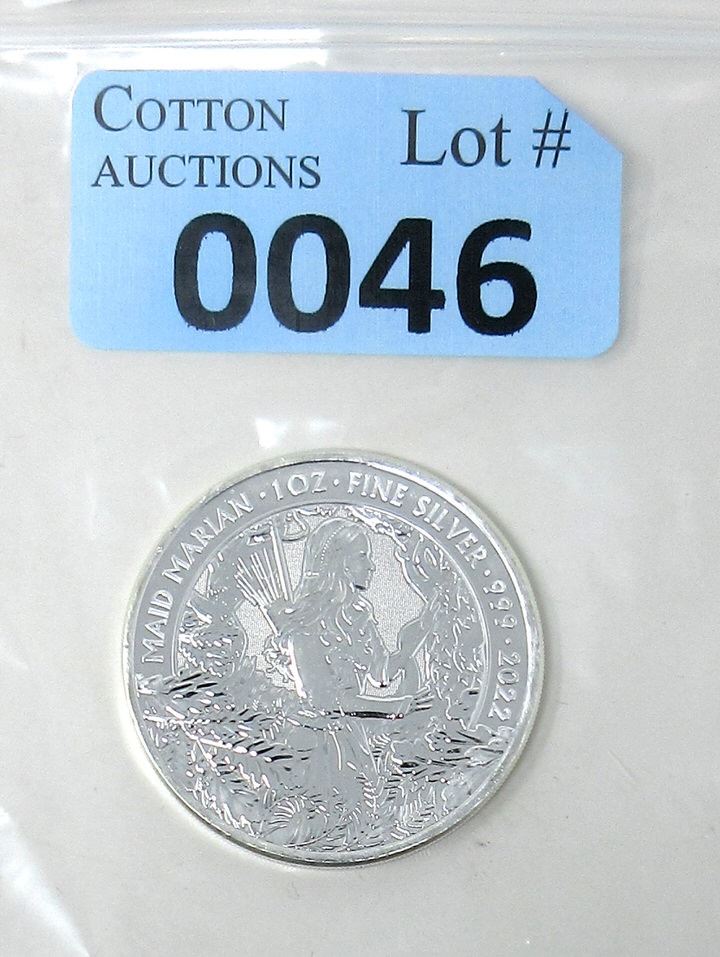 COTTON
AUCTIONS
Lot #
0046
MAID MARIAN · 1OZ · FINE SILVER · 999 · 2022